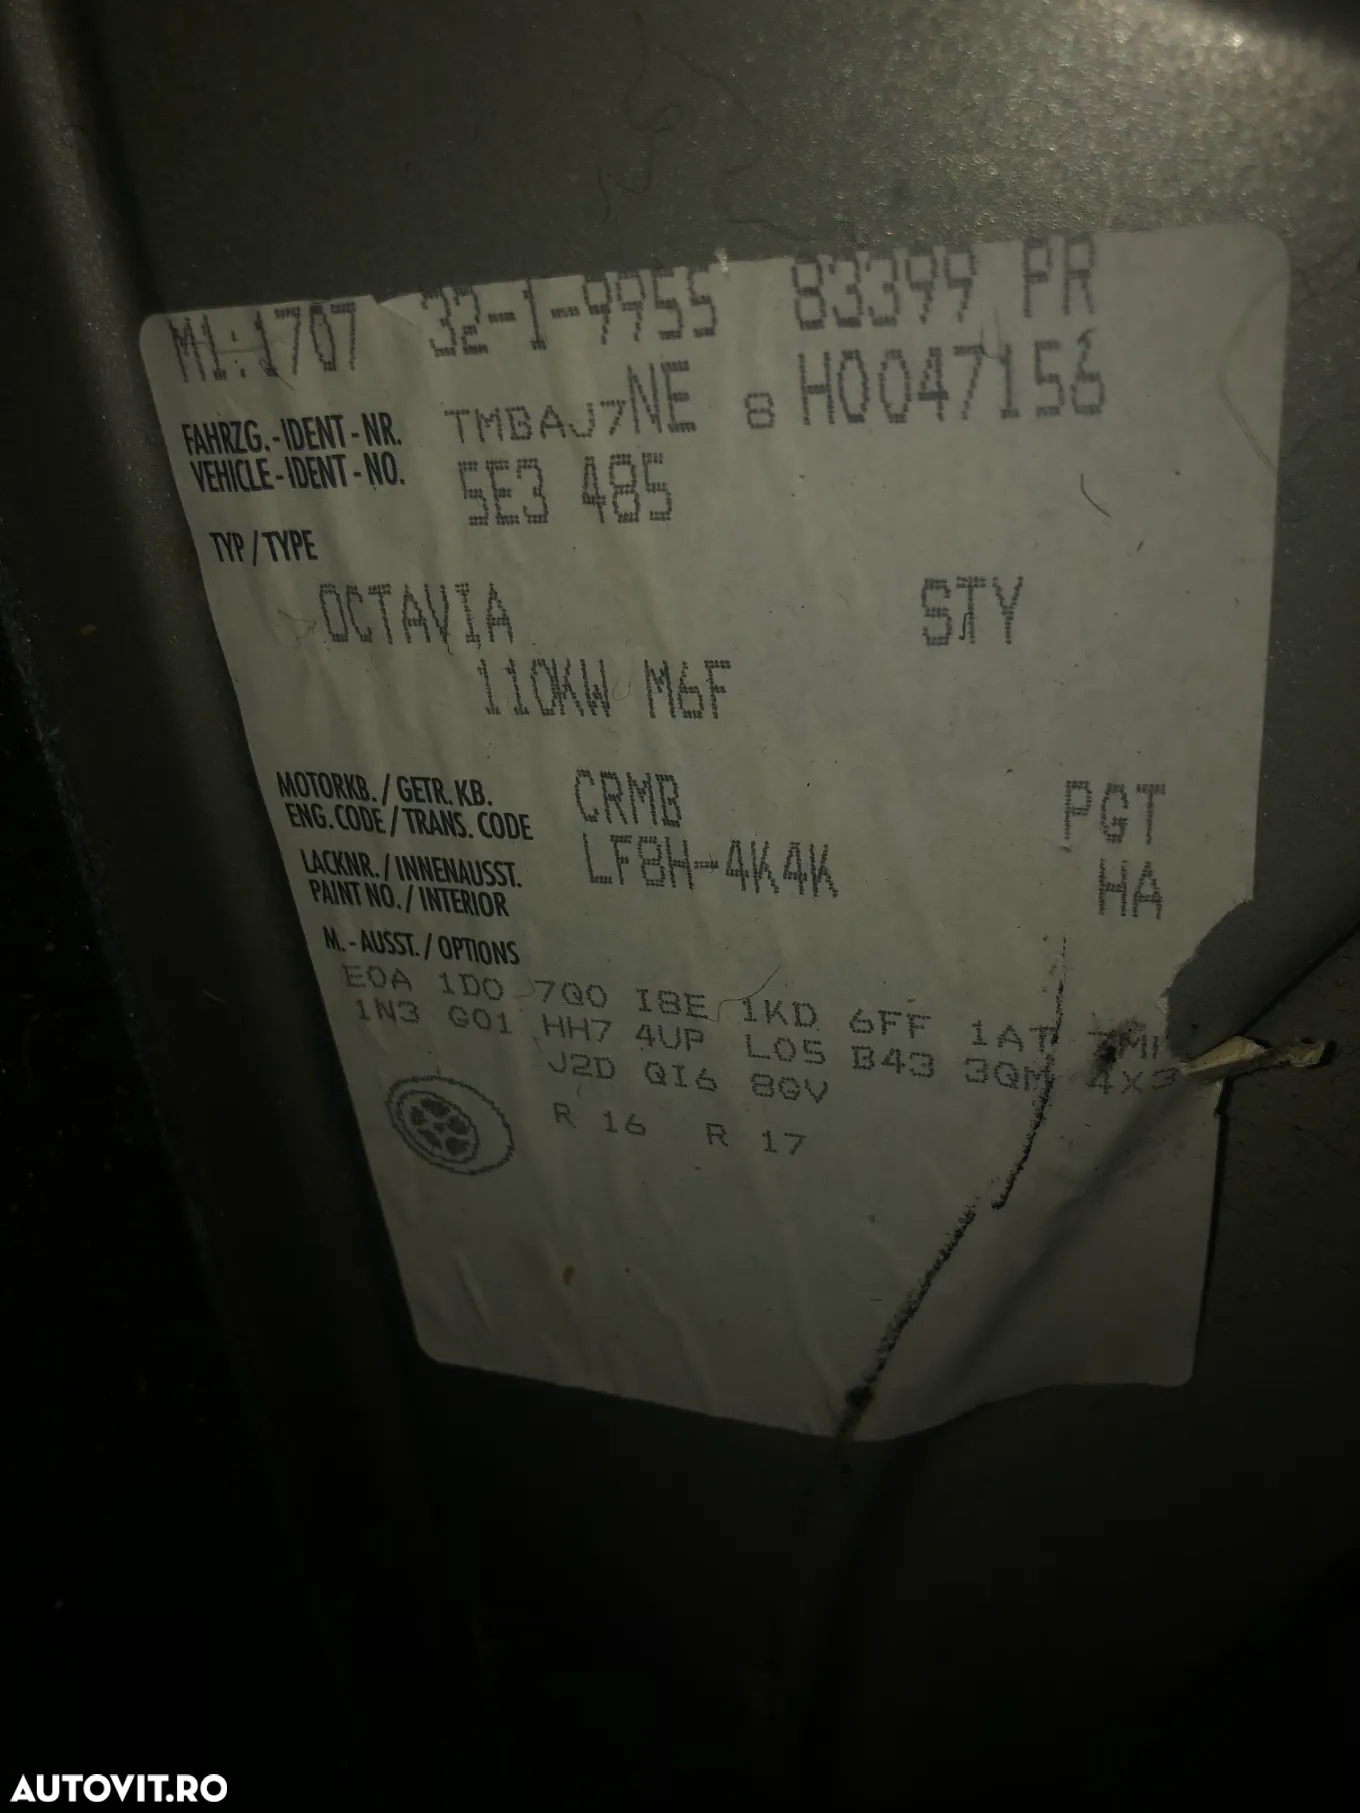 M1:1707 32-1-9955 83399 PR
FAHRZG.-IDENT-NR.
VEHICLE-IDENT-NO. TMBAJ7NE 8 H0047156
TYP/TYPE 5E3 485
OCTAVIA STY
110KW M6F
MOTORKB./GETR.KB.
ENG.CODE/TRANS.CODE CRMB PGT
LACKNR./INNENAUSST.
PAINT NO./INTERIOR LF8H-4K4K HA
M.-AUSST./OPTIONS
E0A 1D0 7Q0 I8E 1KD 6FF 1AT
1N3 G01 HH7 4UP L05 B43 3QM 4X3
J2D QI6 8GV
R 16 R 17
AUTOVIT.RO